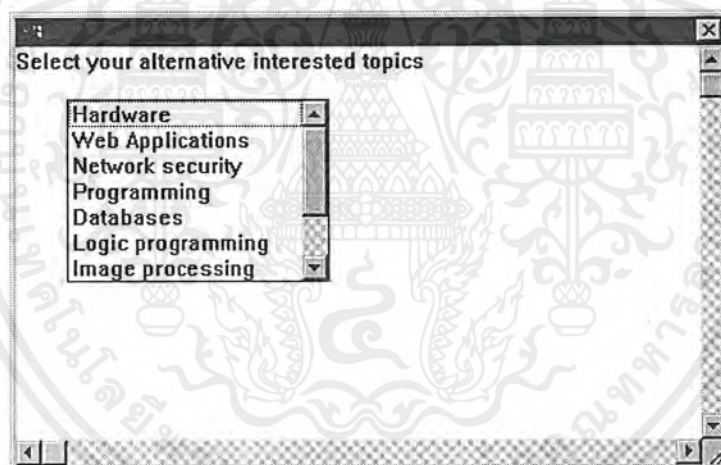 Select your alternative interested topics
Hardware
Web Applications
Network security
Programming
Databases
Logic programming
Image processing